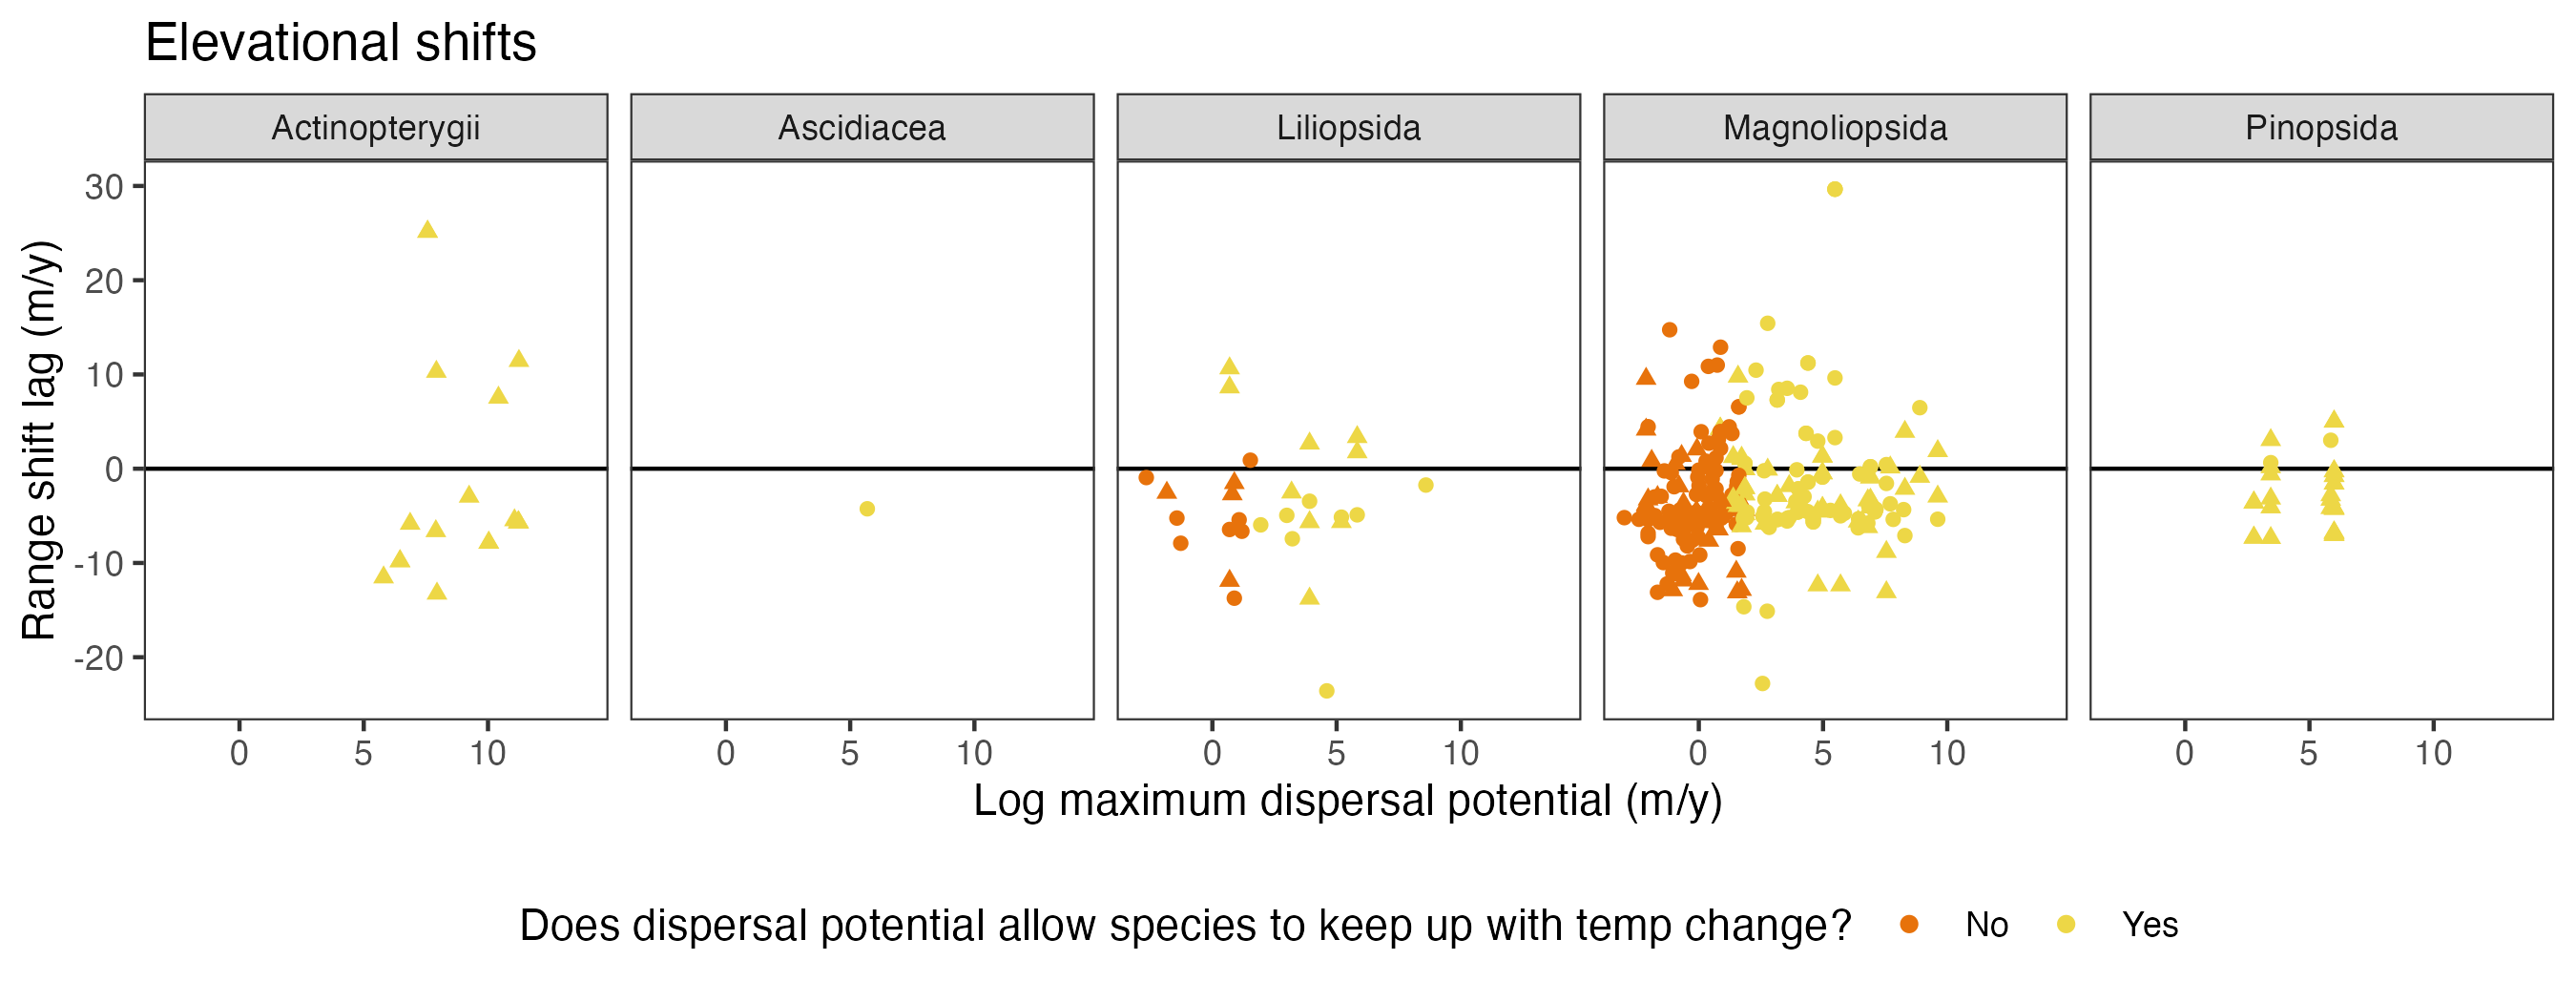 Elevational shifts
Actinopterygii Ascidiacea Liliopsida Magnoliopsida Pinopsida
Range shift lag (m/y)
30
20
10
0
-10
-20
0 5 10 0 5 10 0 5 10 0 5 10 0 5 10
Log maximum dispersal potential (m/y)
Does dispersal potential allow species to keep up with temp change? No Yes